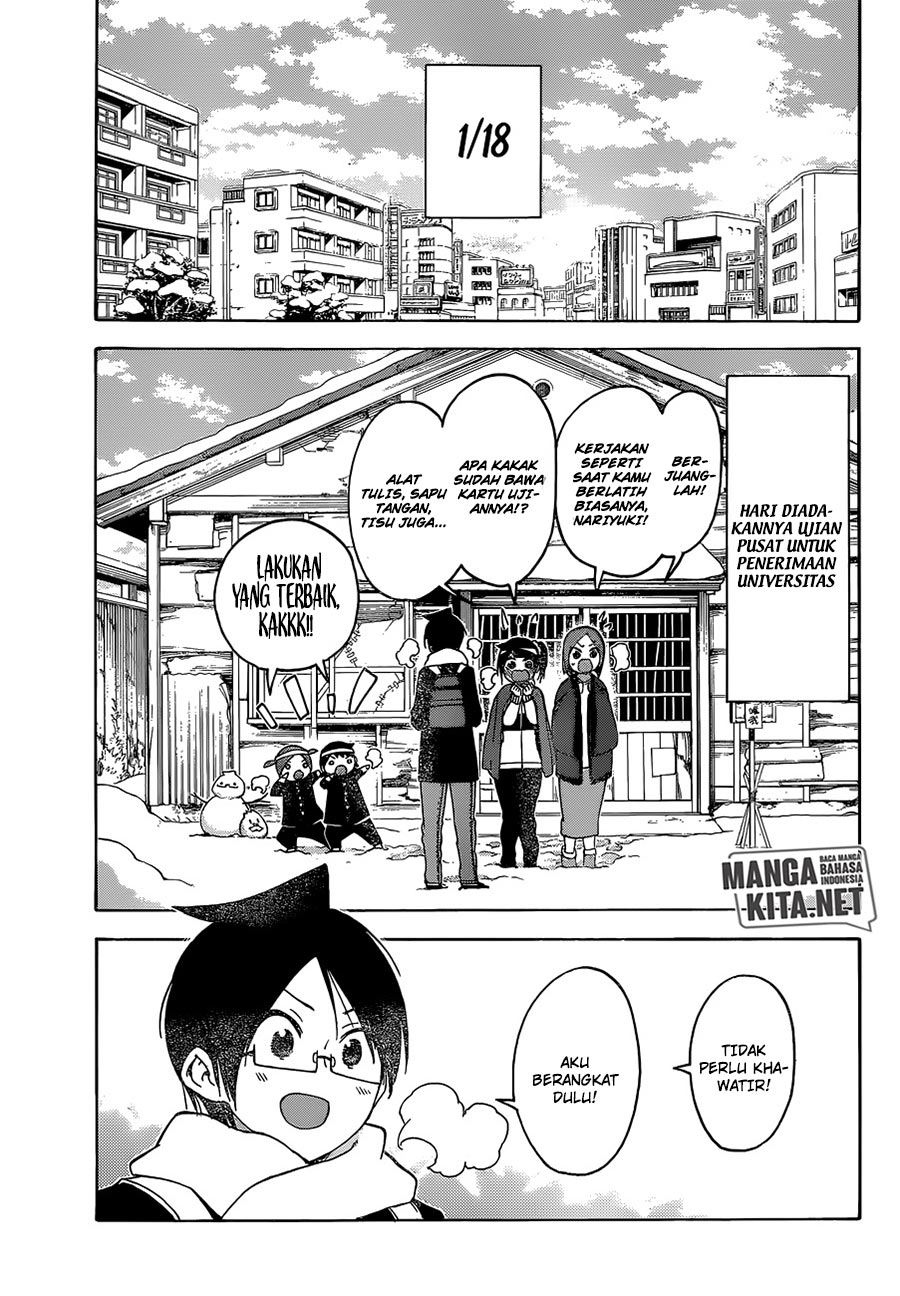 1/18
HARI DIADA-
KANNYA UJIAN
PUSAT UNTUK
PENERIMAAN
UNIVERSITAS
BER-
JUANG-
LAH!
KERJAKAN
SEPERTI
SAAT KAMU
BERLATIH
BIASANYA,
NARIYUKI!
APA KAKAK
SUDAH BAWA
KARTU UJI-
ANNYA!?
ALAT
TULIS, SAPU
TANGAN,
TISU JUGA...
LAKUKAN
YANG TERBAIK,
KAKKK!!
MANGA
KITA.NET
BACA MANGA
BAHASA
INDONESIA
TIDAK
PERLU KHA-
WATIR!
AKU
BERANGKAT
DULU!